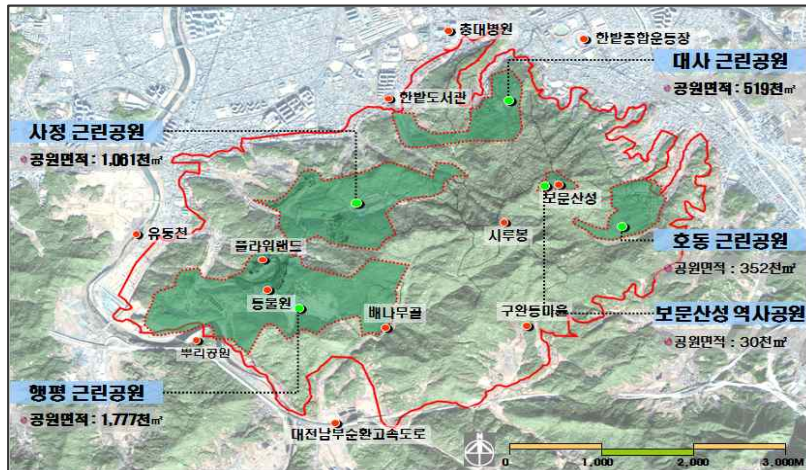 충대병원
한밭종합운동장
대사 근린공원
공원면적 : 519천㎡
한밭도서관
사정 근린공원
공원면적 : 1,061천㎡
보문산성
유등천
시루봉
플라워랜드
호동 근린공원
공원면적 : 352천㎡
동물원
배나무골
구완동마을
보문산성 역사공원
공원면적 : 30천㎡
뿌리공원
행평 근린공원
공원면적 : 1,777천㎡
대전남부순환고속도로
0 1,000 2,000 3,000M